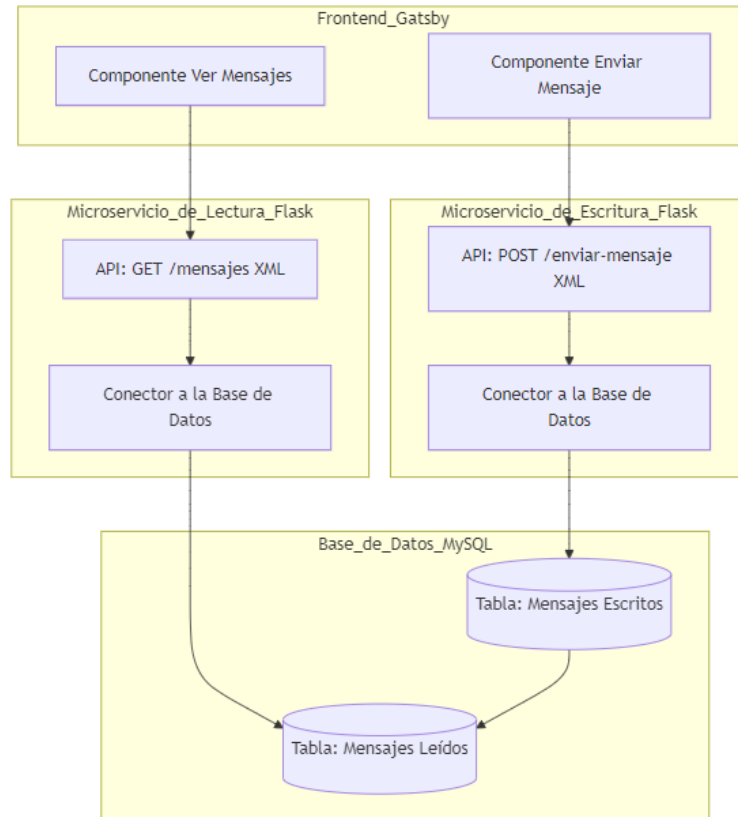 Frontend_Gatsby
Componente Ver Mensajes
Componente Enviar
Mensaje
Microservicio_de_Lectura_Flask
API: GET /mensajes XML
Conector a la Base de
Datos
Microservicio_de_Escritura_Flask
API: POST /enviar-mensaje
XML
Conector a la Base de
Datos
Base_de_Datos_MySQL
Tabla: Mensajes Escritos
Tabla: Mensajes Leídos